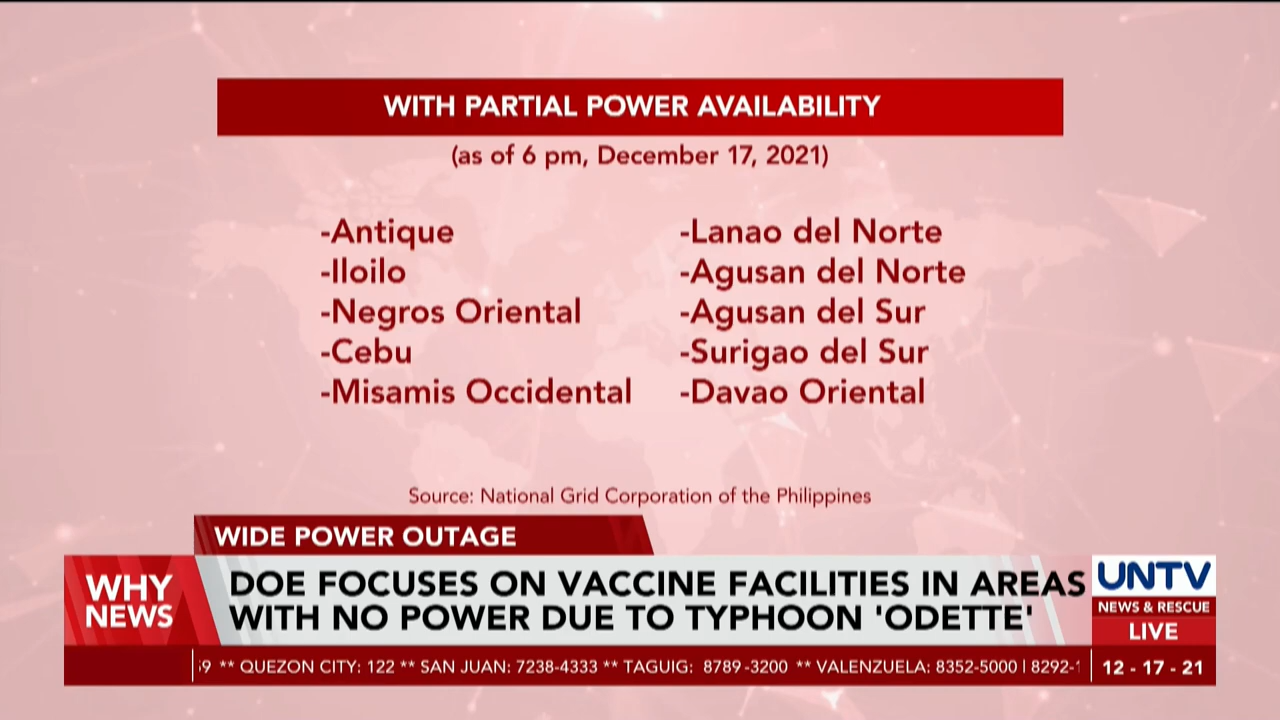 WITH PARTIAL POWER AVAILABILITY
(as of 6 pm, December 17, 2021)
-Antique
-Iloilo
-Negros Oriental
-Cebu
-Misamis Occidental
-Lanao del Norte
-Agusan del Norte
-Agusan del Sur
-Surigao del Sur
-Davao Oriental
Source: National Grid Corporation of the Philippines
WIDE POWER OUTAGE
WHY
NEWS
DOE FOCUSES ON VACCINE FACILITIES IN AREAS
WITH NO POWER DUE TO TYPHOON 'ODETTE'
UNTV
NEWS & RESCUE
LIVE
** QUEZON CITY: 122 ** SAN JUAN: 7238-4333 ** TAGUIG: 8789-3200 ** VALENZUELA: 8352-5000 | 8292-
12 - 17 - 21